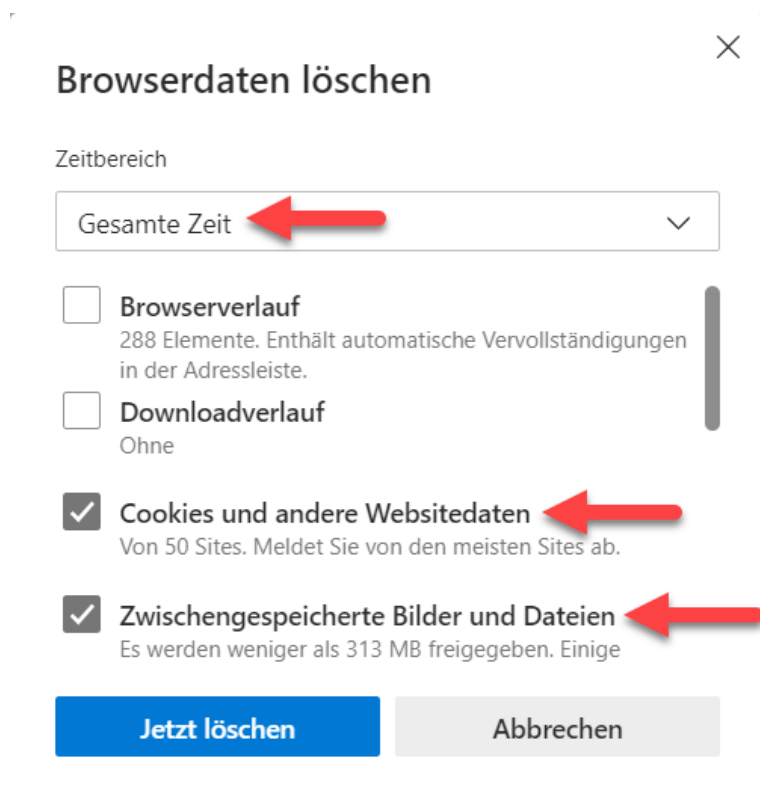 Browserdaten löschen
Zeitbereich
Gesamte Zeit
Browserverlauf
288 Elemente. Enthält automatische Vervollständigungen
in der Adressleiste.
Downloadverlauf
Ohne
Cookies und andere Websitedaten
Von 50 Sites. Meldet Sie von den meisten Sites ab.
Zwischengespeicherte Bilder und Dateien
Es werden weniger als 313 MB freigegeben. Einige
Jetzt löschen
Abbrechen